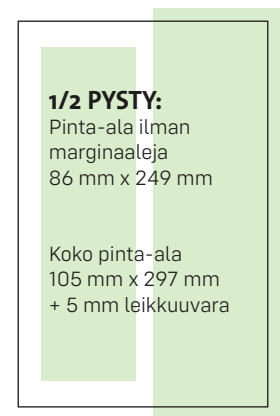 1/2 PYSTY:
Pinta-ala ilman
marginaaleja
86 mm x 249 mm
Koko pinta-ala
105 mm x 297 mm
+ 5 mm leikkuuvara